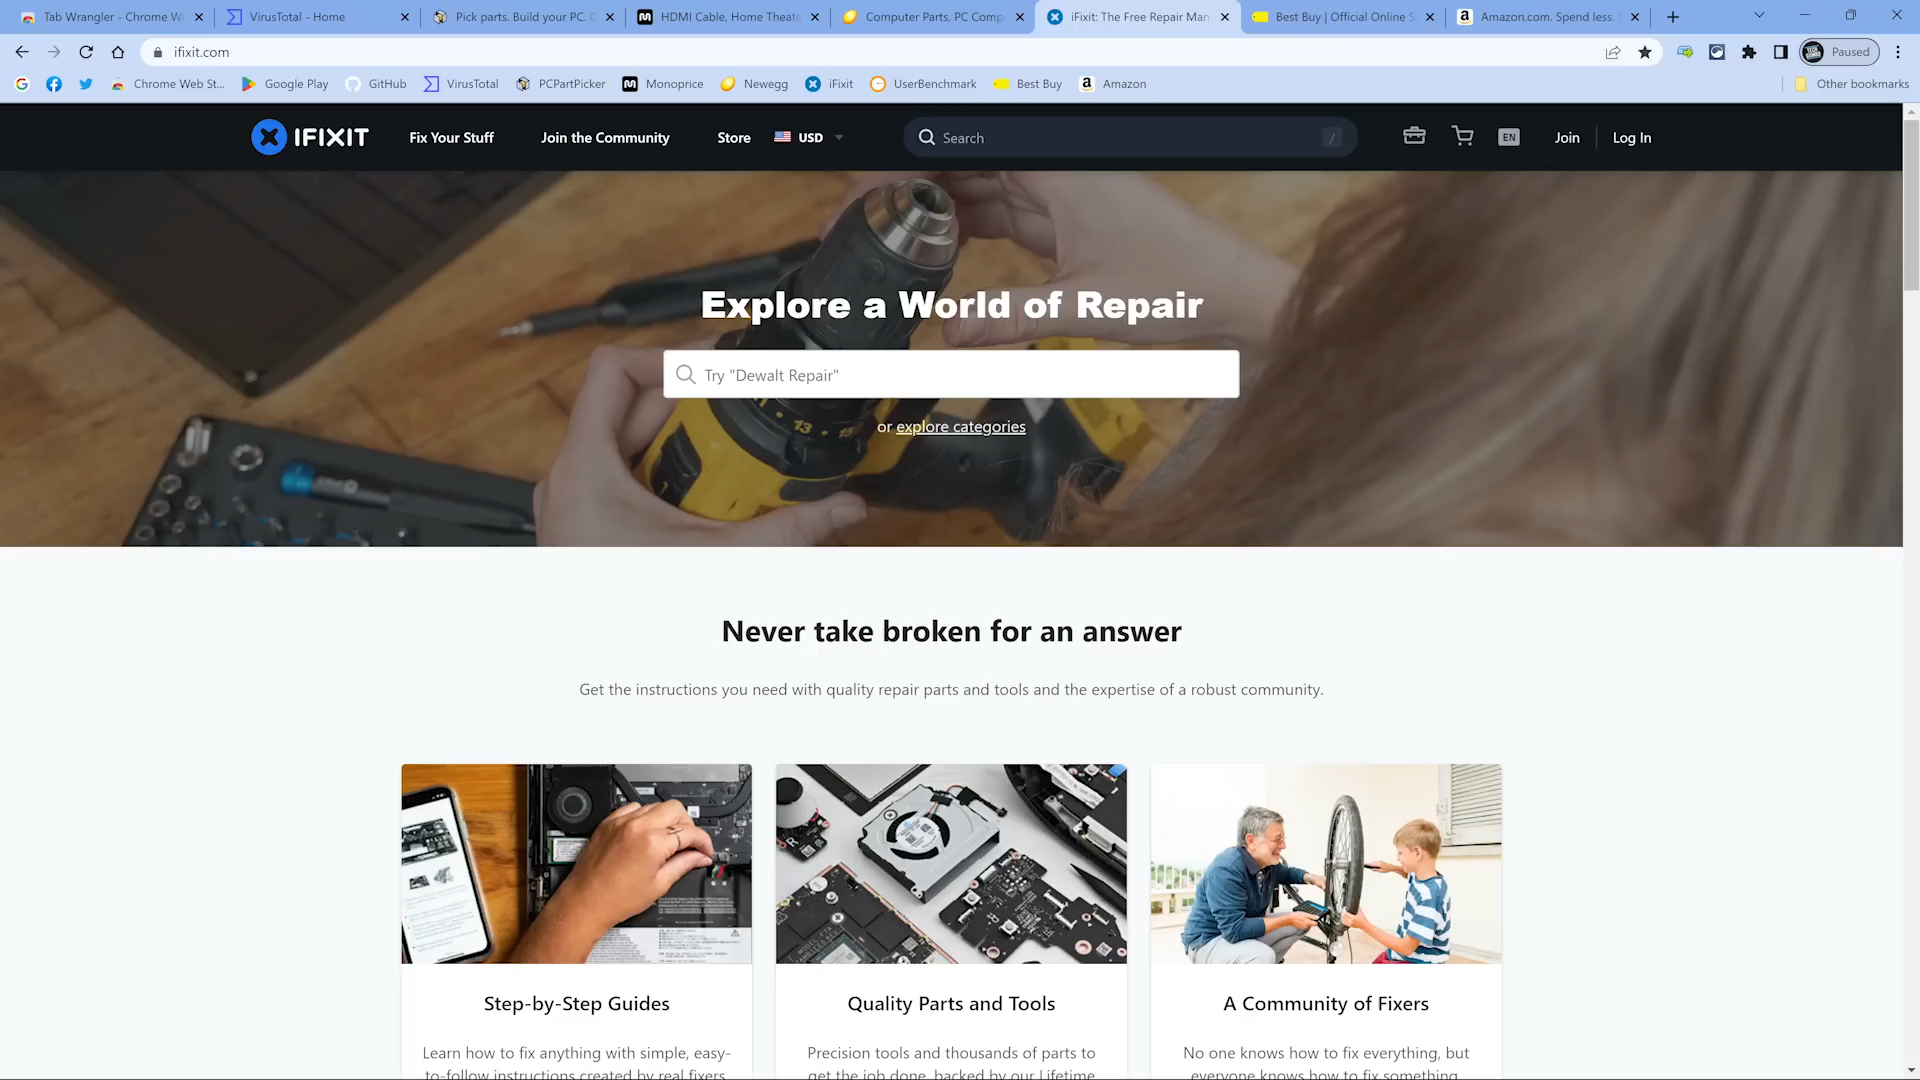 Tab Wrangler - Chrome W
VirusTotal - Home
Pick parts. Build your PC. C
HDMI Cable, Home Theate
Computer Parts, PC Comp
iFixit: The Free Repair Man
Best Buy | Official Online S
Amazon.com. Spend less.
ifixit.com
Paused
Chrome Web St...
Google Play
GitHub
VirusTotal
PCPartPicker
Monoprice
Newegg
iFixit
UserBenchmark
Best Buy
Amazon
Other bookmarks
IFIXIT
Fix Your Stuff
Join the Community
Store
USD
Search
/
EN
Join
Log In
Explore a World of Repair
Try "Dewalt Repair"
or explore categories
13
15
Never take broken for an answer
Get the instructions you need with quality repair parts and tools and the expertise of a robust community.
Step-by-Step Guides
Learn how to fix anything with simple, easy-
to-follow instructions created by real fixers
Quality Parts and Tools
Precision tools and thousands of parts to
get the job done, backed by our Lifetime
A Community of Fixers
No one knows how to fix everything, but
everyone knows how to fix something